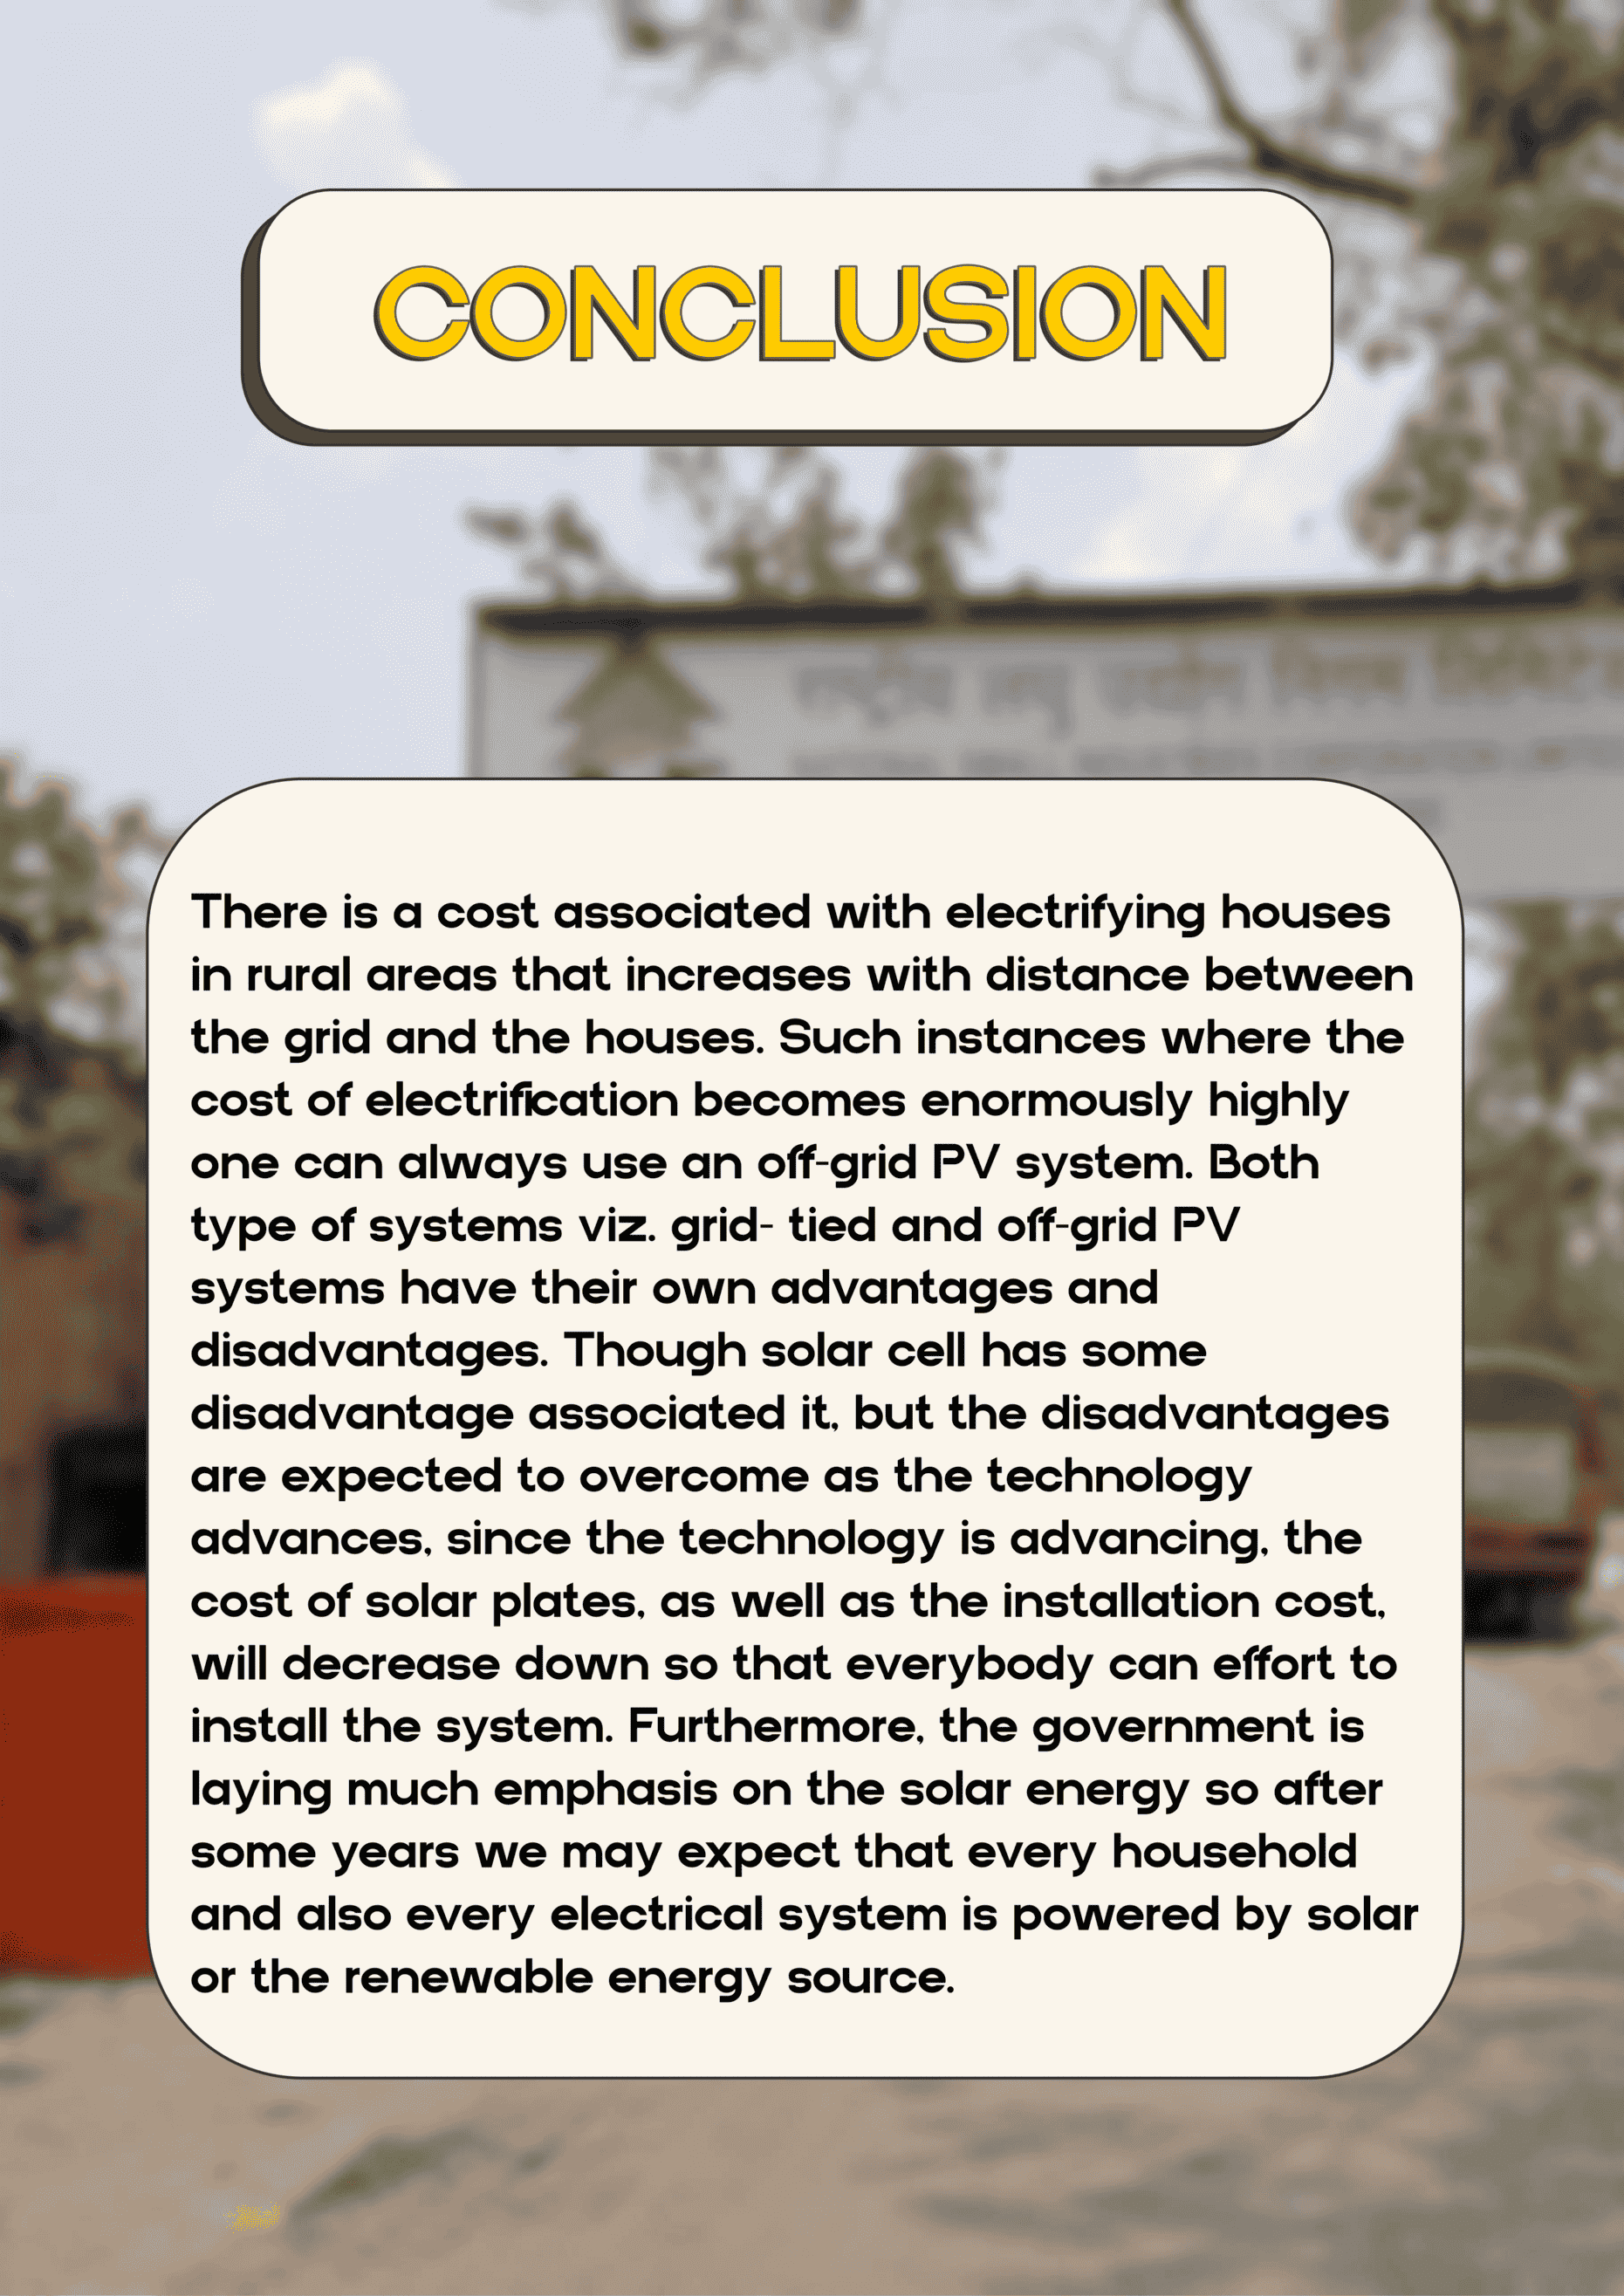 CONCLUSION
There is a cost associated with electrifying houses
in rural areas that increases with distance between
the grid and the houses. Such instances where the
cost of electrification becomes enormously highly
one can always use an off-grid PV system. Both
type of systems viz. grid- tied and off-grid PV
systems have their own advantages and
disadvantages. Though solar cell has some
disadvantage associated it, but the disadvantages
are expected to overcome as the technology
advances, since the technology is advancing, the
cost of solar plates, as well as the installation cost,
will decrease down so that everybody can effort to
install the system. Furthermore, the government is
laying much emphasis on the solar energy so after
some years we may expect that every household
and also every electrical system is powered by solar
or the renewable energy source.